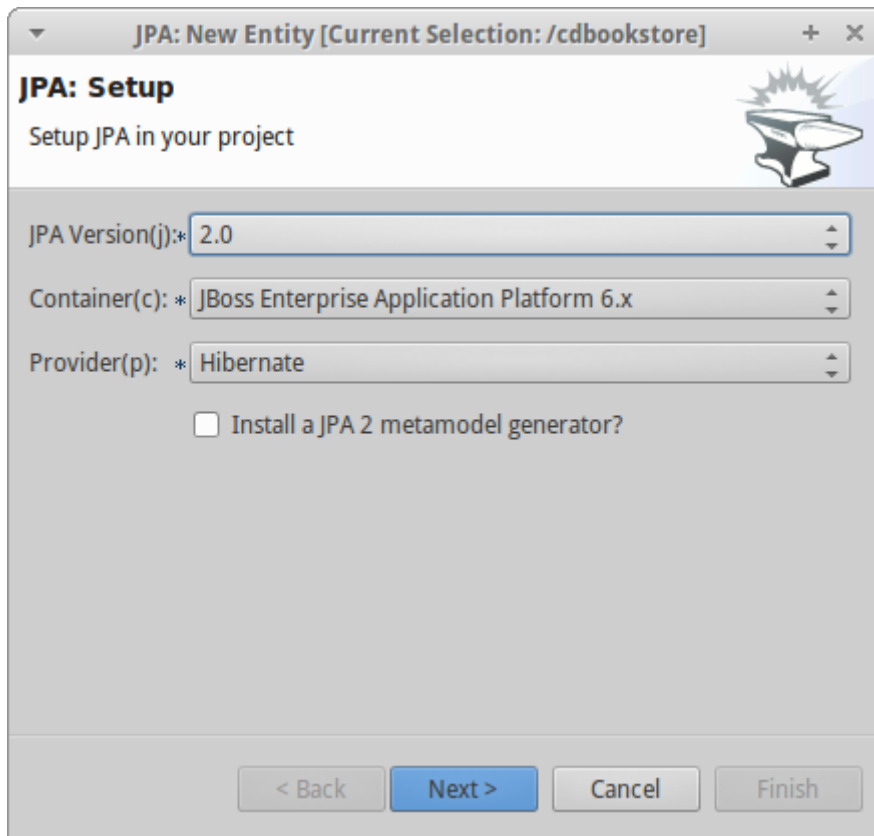 JPA: New Entity [Current Selection: /cdbookstore]
JPA: Setup
Setup JPA in your project
JPA Version(j):* 2.0
Container(c): * JBoss Enterprise Application Platform 6.x
Provider(p): * Hibernate
Install a JPA 2 metamodel generator?
< Back Next > Cancel Finish